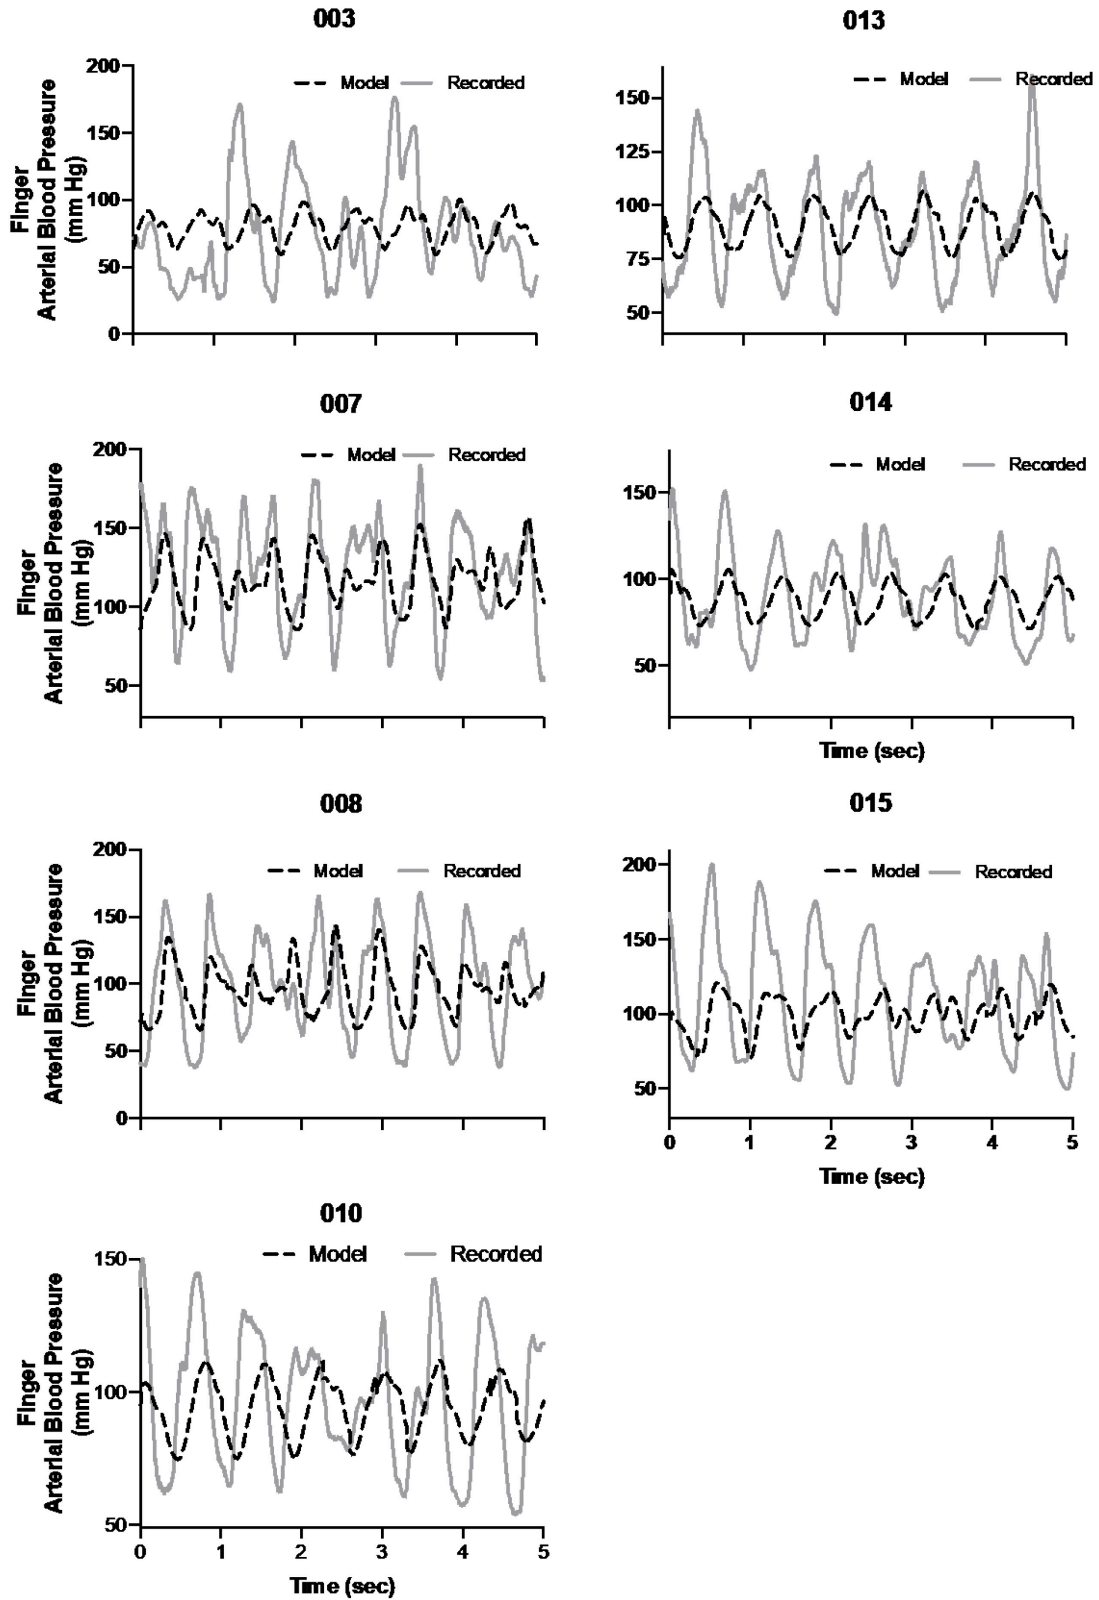 003
200
150
100
50
0
Finger
Arterial Blood Pressure
(mm Hg)
Model
Recorded
013
150
125
100
75
50
Model
Recorded
007
200
150
100
50
Finger
Arterial Blood Pressure
(mm Hg)
Model
Recorded
014
150
100
50
Model
Recorded
Time (sec)
008
200
150
100
50
0
Finger
Arterial Blood Pressure
(mm Hg)
Model
Recorded
015
200
150
100
50
Model
Recorded
0 1 2 3 4 5
Time (sec)
010
150
100
50
Finger
Arterial Blood Pressure
(mm Hg)
Model
Recorded
0 1 2 3 4 5
Time (sec)